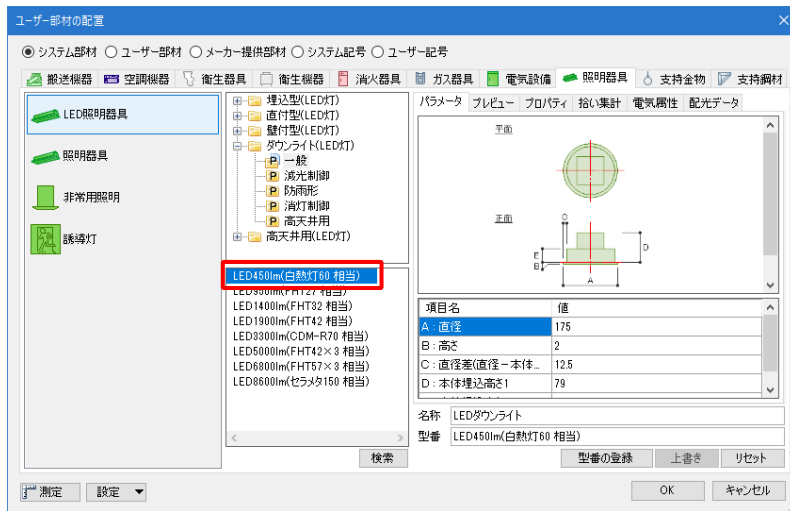 ユーザー部材の配置
システム部材 ユーザー部材 メーカー提供部材 システム記号 ユーザー記号
搬送機器 空調機器 衛生器具 衛生機器 消火器具 ガス器具 電気設備 照明器具 支持金物 支持鋼材
LED照明器具
照明器具
非常用照明
誘導灯
埋込型(LED灯)
直付型(LED灯)
壁付型(LED灯)
ダウンライト(LED灯)
一般
減光制御
防雨形
消灯制御
高天井用
高天井用(LED灯)
LED450lm(白熱灯60 相当)
LED950lm(FHT27 相当)
LED1400lm(FHT32 相当)
LED1900lm(FHT42 相当)
LED3300lm(CDM-R70 相当)
LED5000lm(FHT42×3 相当)
LED6800lm(FHT57×3 相当)
LED8600lm(セラメタ150 相当)
検索
パラメータ プレビュー プロパティ 拾い集計 電気属性 配光データ
平面
正面
C
D
E
B
A
項目名 値
A:直径 175
B:高さ 2
C:直径差(直径-本体... 12.5
D:本体埋込高さ1 79
名称 LEDダウンライト
型番 LED450lm(白熱灯60 相当)
型番の登録 上書き リセット
測定 設定 OK キャンセル